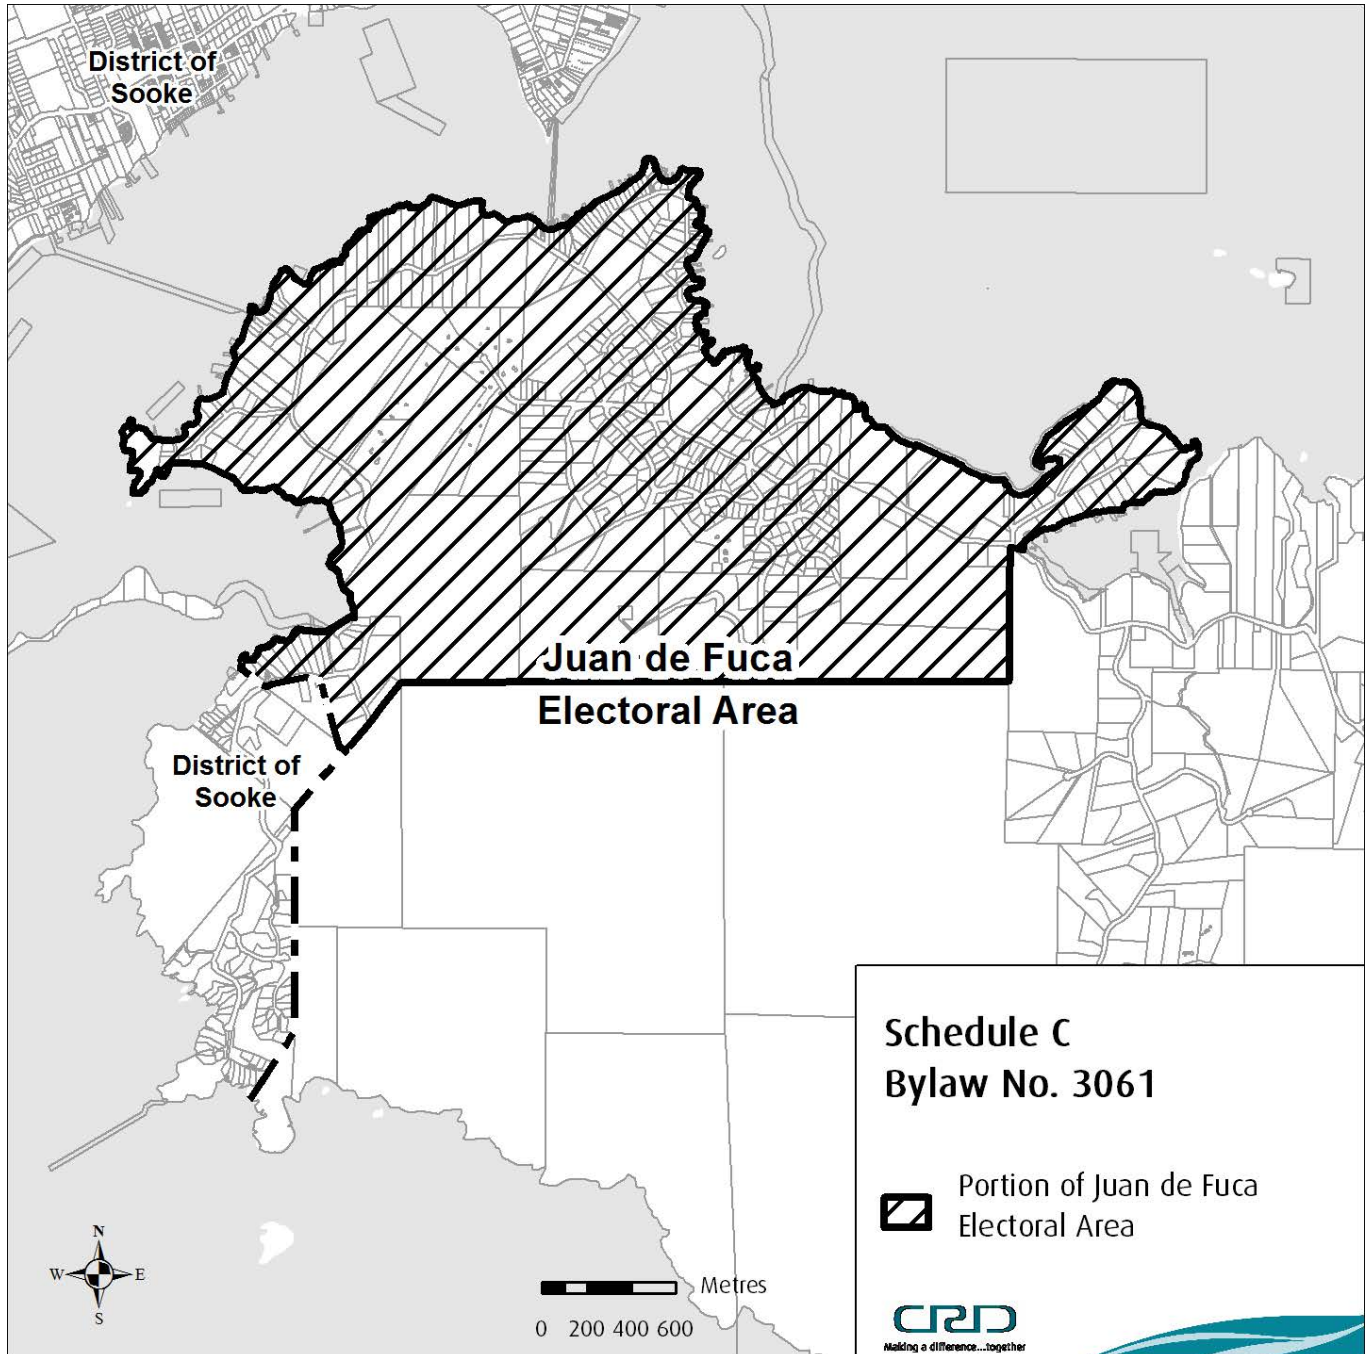 District of
Sooke
Juan de Fuca
Electoral Area
District of
Sooke
Schedule C
Bylaw No. 3061
Portion of Juan de Fuca
Electoral Area
N
W E
S
Metres
0 200 400 600
CRD
Making a difference...together